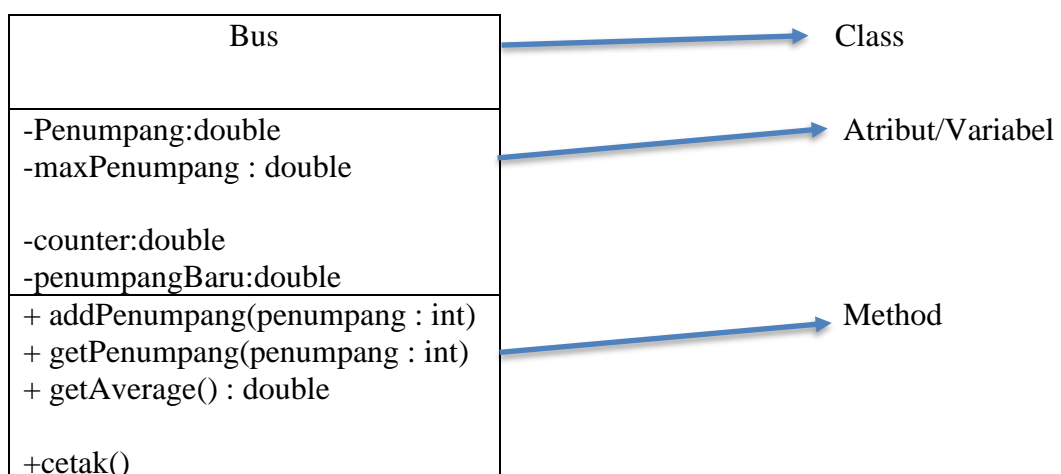 Bus
Class
-Penumpang:double
-maxPenumpang : double
Atribut/Variabel
-counter:double
-penumpangBaru:double
+ addPenumpang(penumpang : int)
+ getPenumpang(penumpang : int)
+ getAverage() : double
Method
+cetak()